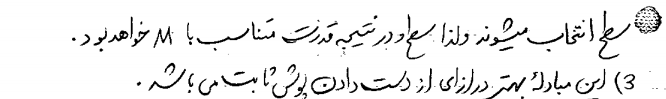 سطح انتخاب میشوند ولذا سطح و در نتیجه قدرت متناسب با M خواهد بود.
3) این مبادلهٔ بهتر در ازای از دست دادن پوشش ثابت می باشد.